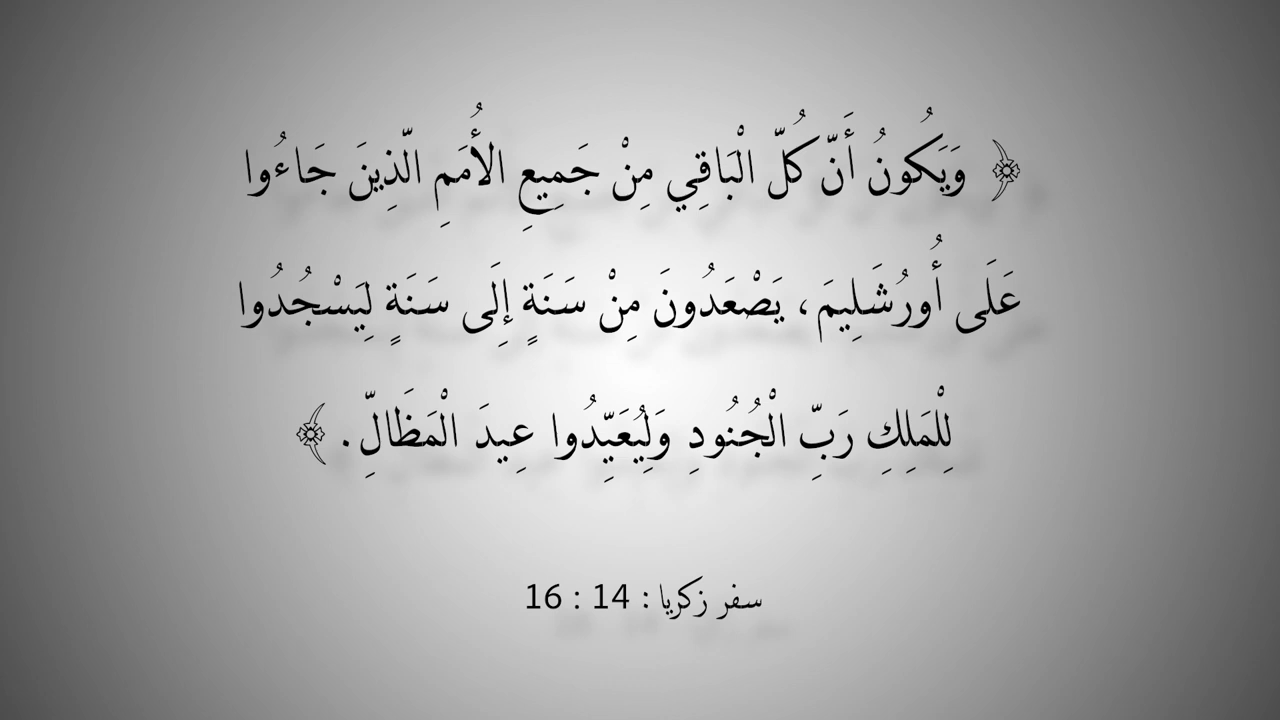 ﴿ وَيَكُونُ أَنَّ كُلَّ الْبَاقِي مِنْ جَمِيعِ الأُمَمِ الَّذِينَ جَاءُوا
عَلَى أُورُشَلِيمَ، يَصْعَدُونَ مِنْ سَنَةٍ إِلَى سَنَةٍ لِيَسْجُدُوا
لِلْمَلِكِ رَبِّ الْجُنُودِ وَلِيُعَيِّدُوا عِيدَ الْمَظَالِّ. ﴾
سفر زكريا : 14 : 16